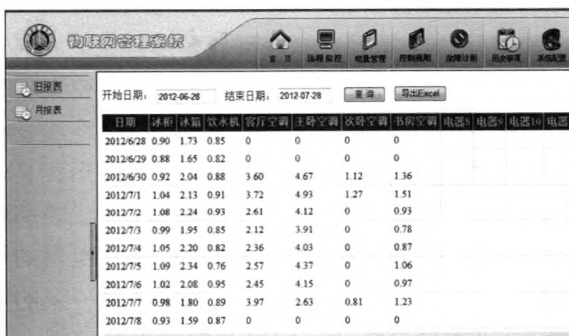 物联网管理系统
首 页 远程监控 用量管理 控制规则 故障诊断 历史事项 系统配置
日报表
月报表
开始日期： 2012-06-28 结束日期： 2012-07-28 查 询 导出Excel
日期 冰柜 冰箱 饮水机 客厅空调 主卧空调 次卧空调 书房空调 电器8 电器9 电器10 电器
2012/6/28 0.90 1.73 0.85 0 0 0 0
2012/6/29 0.88 1.65 0.82 0 0 0 0
2012/6/30 0.92 2.04 0.88 3.60 4.67 1.12 1.36
2012/7/1 1.04 2.13 0.91 3.72 4.93 1.27 1.51
2012/7/2 1.08 2.24 0.93 2.61 4.12 0 0.93
2012/7/3 0.99 1.95 0.85 2.12 3.91 0 0.78
2012/7/4 1.05 2.20 0.82 2.36 4.03 0 0.87
2012/7/5 1.09 2.34 0.76 2.57 4.37 0 1.06
2012/7/6 1.02 2.08 0.95 2.45 4.15 0 0.97
2012/7/7 0.98 1.80 0.89 3.97 2.63 0.81 1.23
2012/7/8 0.93 1.59 0.87 0 0 0 0